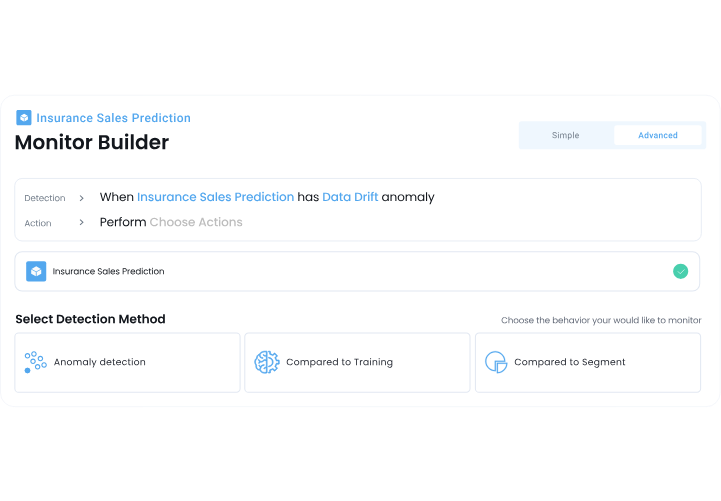 Insurance Sales Prediction
Monitor Builder
Simple
Advanced
Detection
When Insurance Sales Prediction has Data Drift anomaly
Action
Perform Choose Actions
Insurance Sales Prediction
Select Detection Method
Choose the behavior your would like to monitor
Anomaly detection
Compared to Training
Compared to Segment